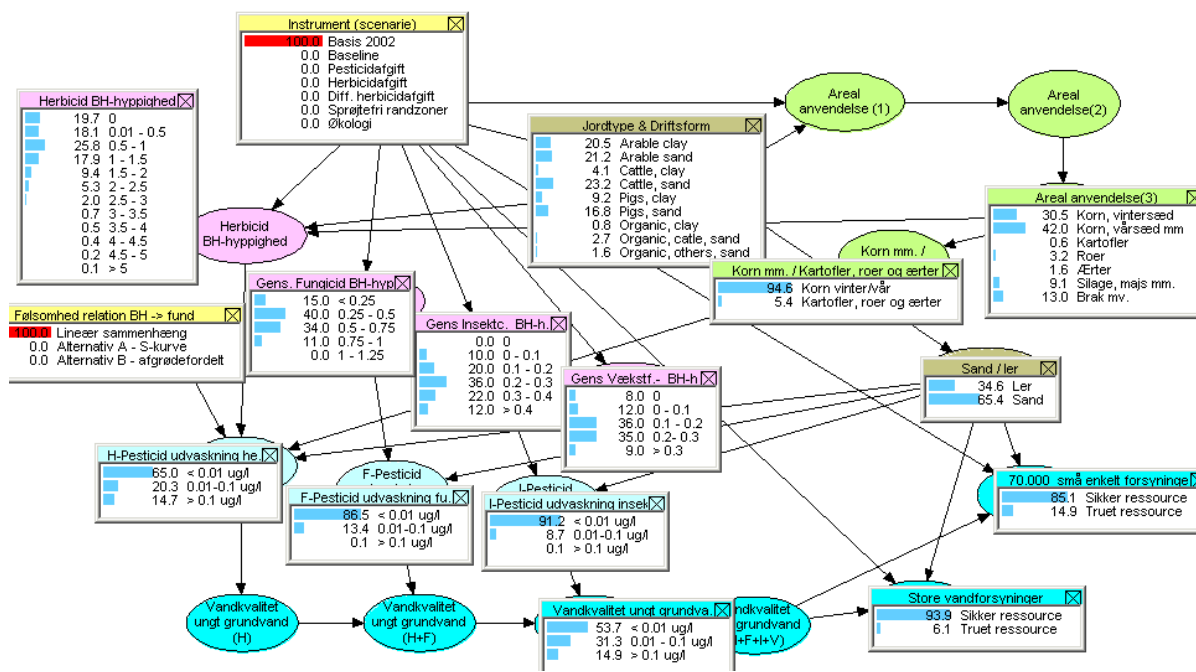 Instrument (scenarie)
100.0 Basis 2002
0.0 Baseline
0.0 Pesticidafgift
0.0 Herbicidafgift
0.0 Diff. herbicidafgift
0.0 Sprøjtefri randzoner
0.0 Økologi
Herbicid BH-hyppighed
19.7 0
18.1 0.01 - 0.5
25.8 0.5 - 1
17.9 1 - 1.5
9.4 1.5 - 2
5.3 2 - 2.5
2.0 2.5 - 3
0.7 3 - 3.5
0.5 3.5 - 4
0.4 4 - 4.5
0.2 4.5 - 5
0.1 > 5
Areal
anvendelse (1)
Areal
anvendelse(2)
Jordtype & Driftsform
20.5 Arable clay
21.2 Arable sand
4.1 Cattle, clay
23.2 Cattle, sand
9.2 Pigs, clay
16.8 Pigs, sand
0.8 Organic, clay
2.7 Organic, catle, sand
1.6 Organic, others, sand
Areal anvendelse(3)
30.5 Korn, vintersæd
42.0 Korn, vårsæd mm
0.6 Kartofler
3.2 Roer
1.6 Ærter
9.1 Silage, majs mm.
13.0 Brak mv.
Herbicid
BH-hyppighed
Korn mm. /
Korn mm. / Kartofler, roer og ærter
94.6 Korn vinter/vår
5.4 Kartofler, roer og ærter
Gens. Fungicid BH-hyp
15.0 < 0.25
40.0 0.25 - 0.5
34.0 0.5 - 0.75
11.0 0.75 - 1
0.0 1 - 1.25
Følsomhed relation BH -> fund
100.0 Lineær sammenhæng
0.0 Alternativ A - S-kurve
0.0 Alternativ B - afgrødefordelt
Gens Insektc. BH-h.
0.0 0
10.0 0 - 0.1
20.0 0.1 - 0.2
36.0 0.2 - 0.3
22.0 0.3 - 0.4
12.0 > 0.4
Gens Vækstf.- BH-h
8.0 0
12.0 0 - 0.1
36.0 0.1 - 0.2
35.0 0.2- 0.3
9.0 > 0.3
Sand / ler
34.6 Ler
65.4 Sand
H-Pesticid udvaskning he.
65.0 < 0.01 ug/l
20.3 0.01-0.1 ug/l
14.7 > 0.1 ug/l
F-Pesticid
F-Pesticid udvaskning fu.
86.5 < 0.01 ug/l
13.4 0.01-0.1 ug/l
0.1 > 0.1 ug/l
I-Pesticid
I-Pesticid udvaskning insek
91.2 < 0.01 ug/l
8.7 0.01-0.1 ug/l
0.1 > 0.1 ug/l
70.000 små enkelt forsyninge
85.1 Sikker ressource
14.9 Truet ressource
Vandkvalitet
ungt grundvand
(H)
Vandkvalitet
ungt grundvand
(H+F)
Vandkvalitet ungt grundva.
53.7 < 0.01 ug/l
31.3 0.01 - 0.1 ug/l
14.9 > 0.1 ug/l
ndkvalitet
grundvand
I+F+I+V)
Store vandforsyninger
93.9 Sikker ressource
6.1 Truet ressource